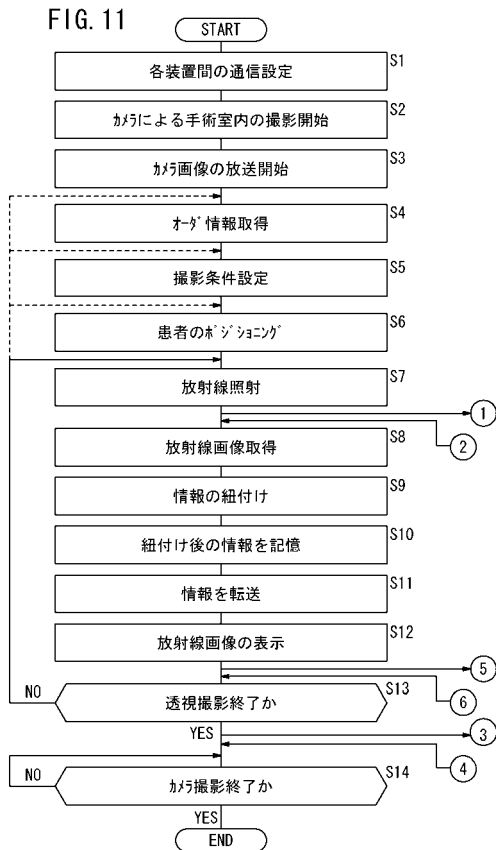 FIG. 11
START
各装置間の通信設定
S1
カメラによる手術室内の撮影開始
S2
カメラ画像の放送開始
S3
オーダ情報取得
S4
撮影条件設定
S5
患者のポジショニング
S6
放射線照射
S7
1
2
放射線画像取得
S8
情報の紐付け
S9
紐付け後の情報を記憶
S10
情報を転送
S11
放射線画像の表示
S12
5
6
NO
透視撮影終了か
S13
YES
3
4
NO
カメラ撮影終了か
S14
YES
END